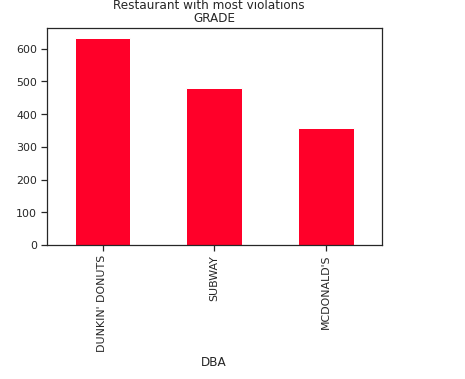 Restaurant with most violations
GRADE
600
500
400
300
200
100
0
DUNKIN' DONUTS
SUBWAY
MCDONALD'S
DBA